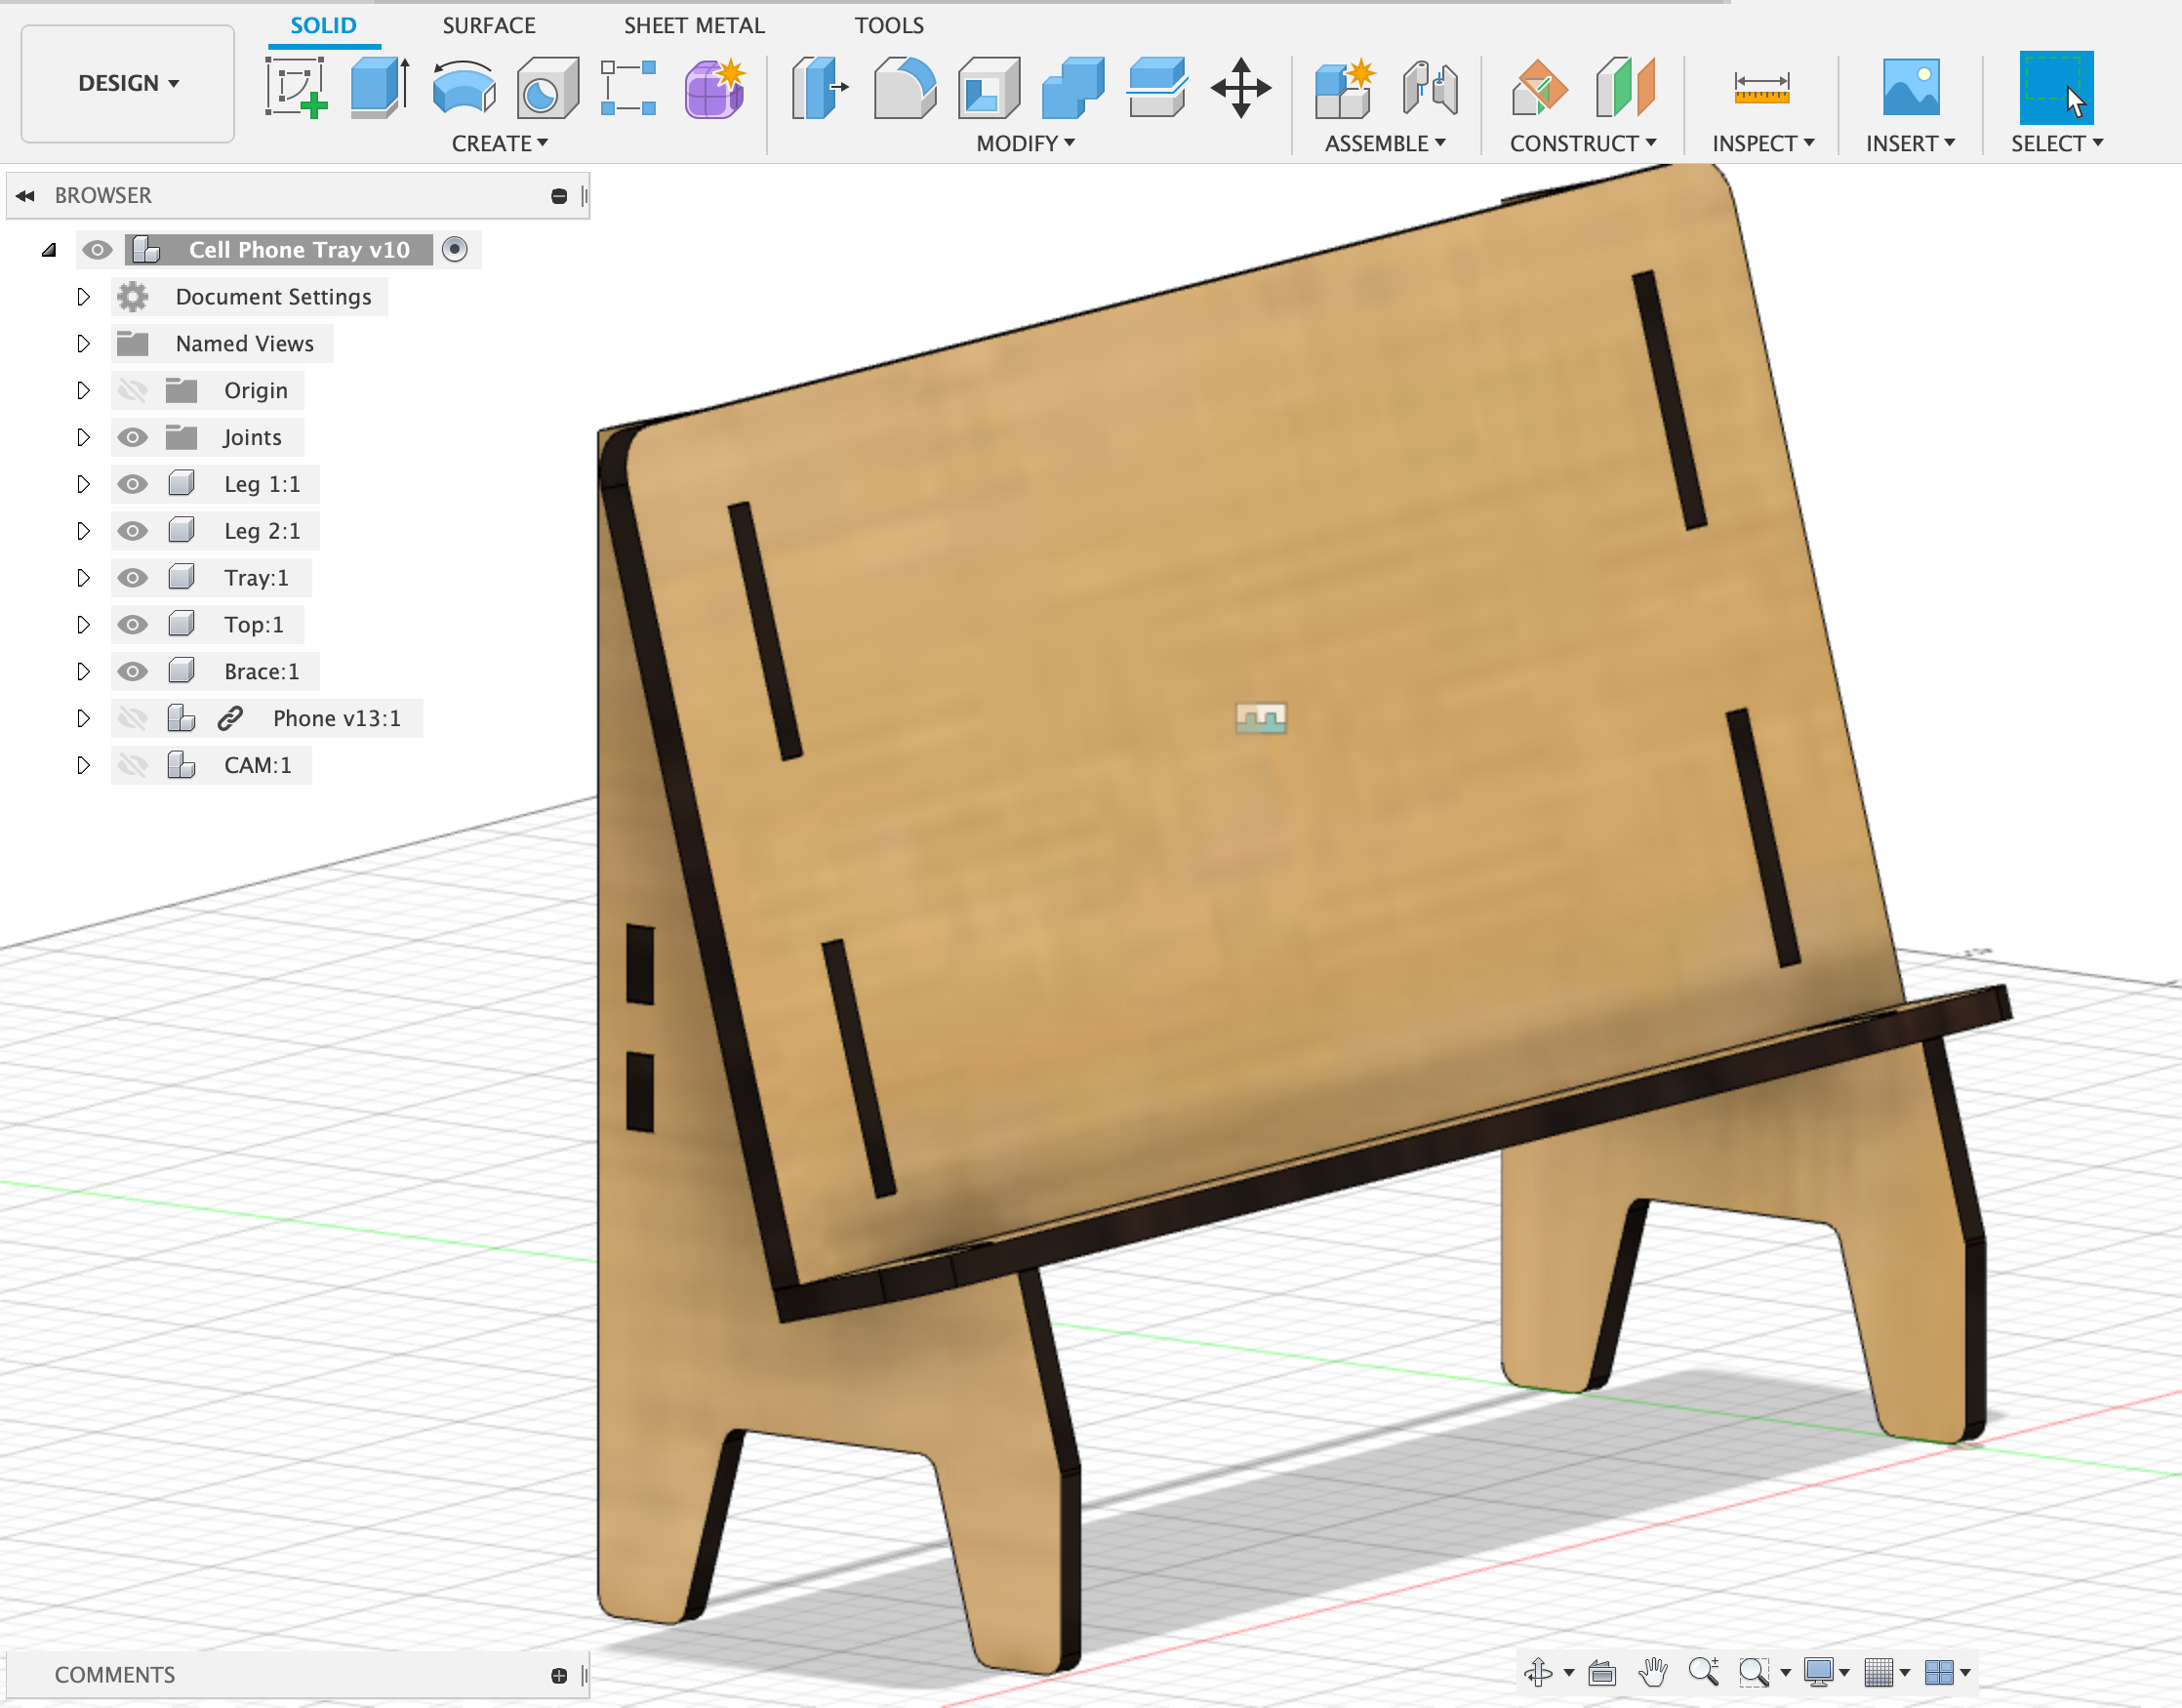 SOLID SURFACE SHEET METAL TOOLS
DESIGN
CREATE MODIFY ASSEMBLE CONSTRUCT INSPECT INSERT SELECT
BROWSER
Cell Phone Tray v10
Document Settings
Named Views
Origin
Joints
Leg 1:1
Leg 2:1
Tray:1
Top:1
Brace:1
Phone v13:1
CAM:1
COMMENTS